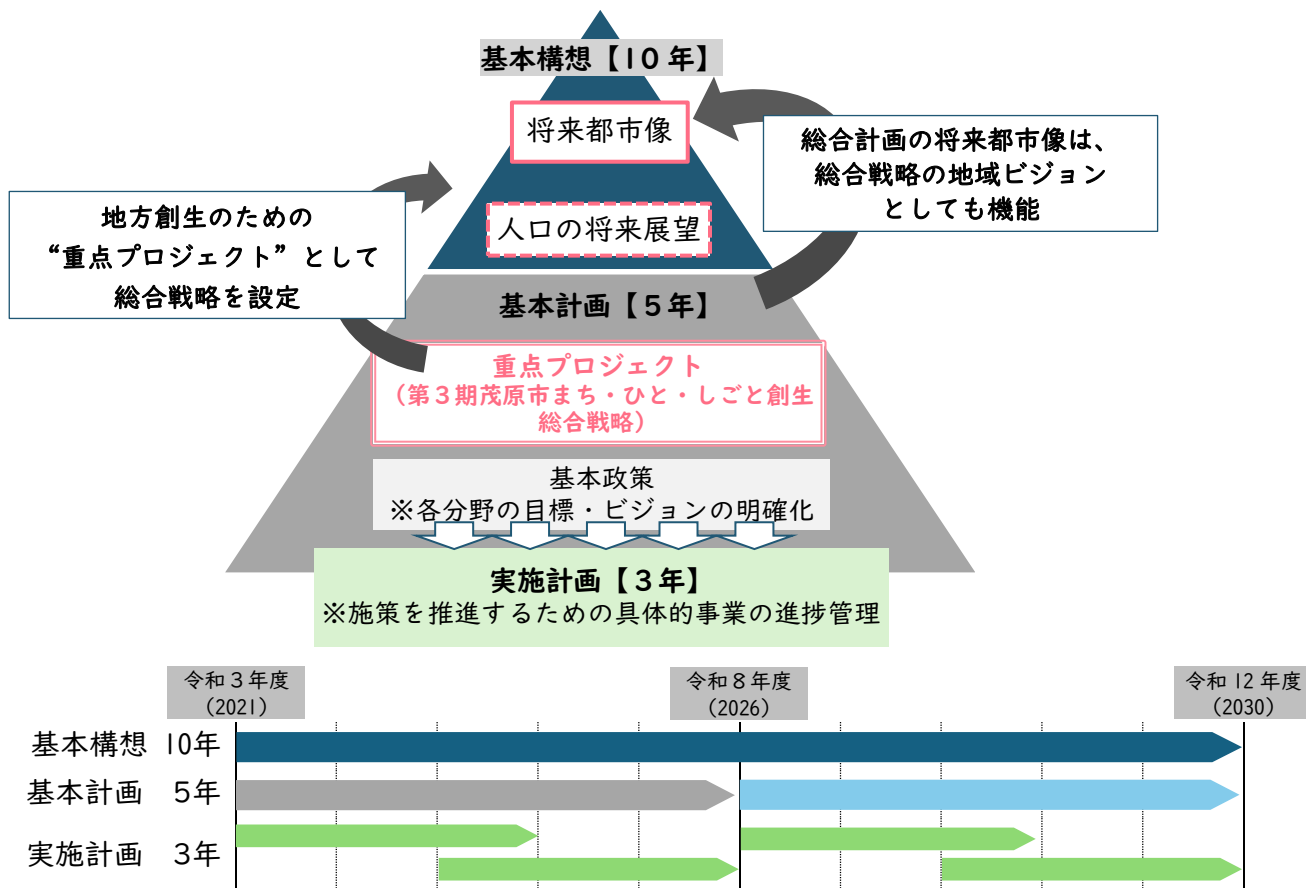 基本構想【10年】
将来都市像
人口の将来展望
総合計画の将来都市像は、
総合戦略の地域ビジョン
としても機能
地方創生のための
“重点プロジェクト”として
総合戦略を設定
基本計画【5年】
重点プロジェクト
（第3期茂原市まち・ひと・しごと創生
総合戦略）
基本政策
※各分野の目標・ビジョンの明確化
実施計画【3年】
※施策を推進するための具体的事業の進捗管理
令和3年度
（2021）
令和8年度
（2026）
令和12年度
（2030）
基本構想 10年
基本計画 5年
実施計画 3年